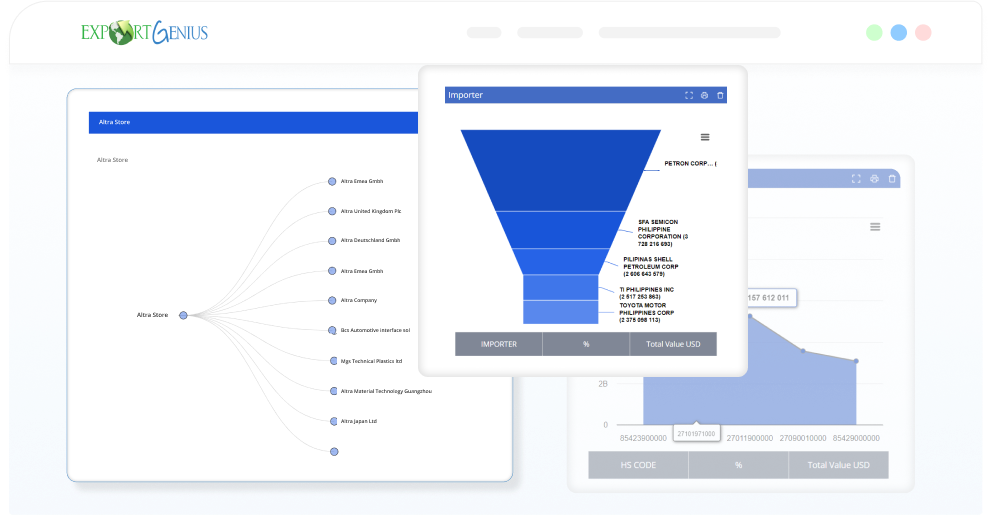 EXPORTGENIUS
Altra Store
Altra Store
Altra Emea Gmbh
Altra United Kingdom Plc
Altra Deutschland Gmbh
Altra Emea Gmbh
Altra Store
Altra Company
Bcs Automotive Interface sol
Mgs Technical Plastics ltd
Altra Material Technology Guangzhou
Altra Japan Ltd
Importer
PETRON CORP... (
SFA SEMICON
PHILIPPINE
CORPORATION (3
728 216 693)
PILIPINAS SHELL
PETROLEUM CORP
(2 606 643 579)
TI PHILIPPINES INC
(2 517 253 863)
TOYOTA MOTOR
PHILIPPINES CORP
(2 375 098 113)
IMPORTER % Total Value USD
157 612 011
2B
0
85423900000 27101971000 27011900000 27090010000 85429000000
HS CODE % Total Value USD